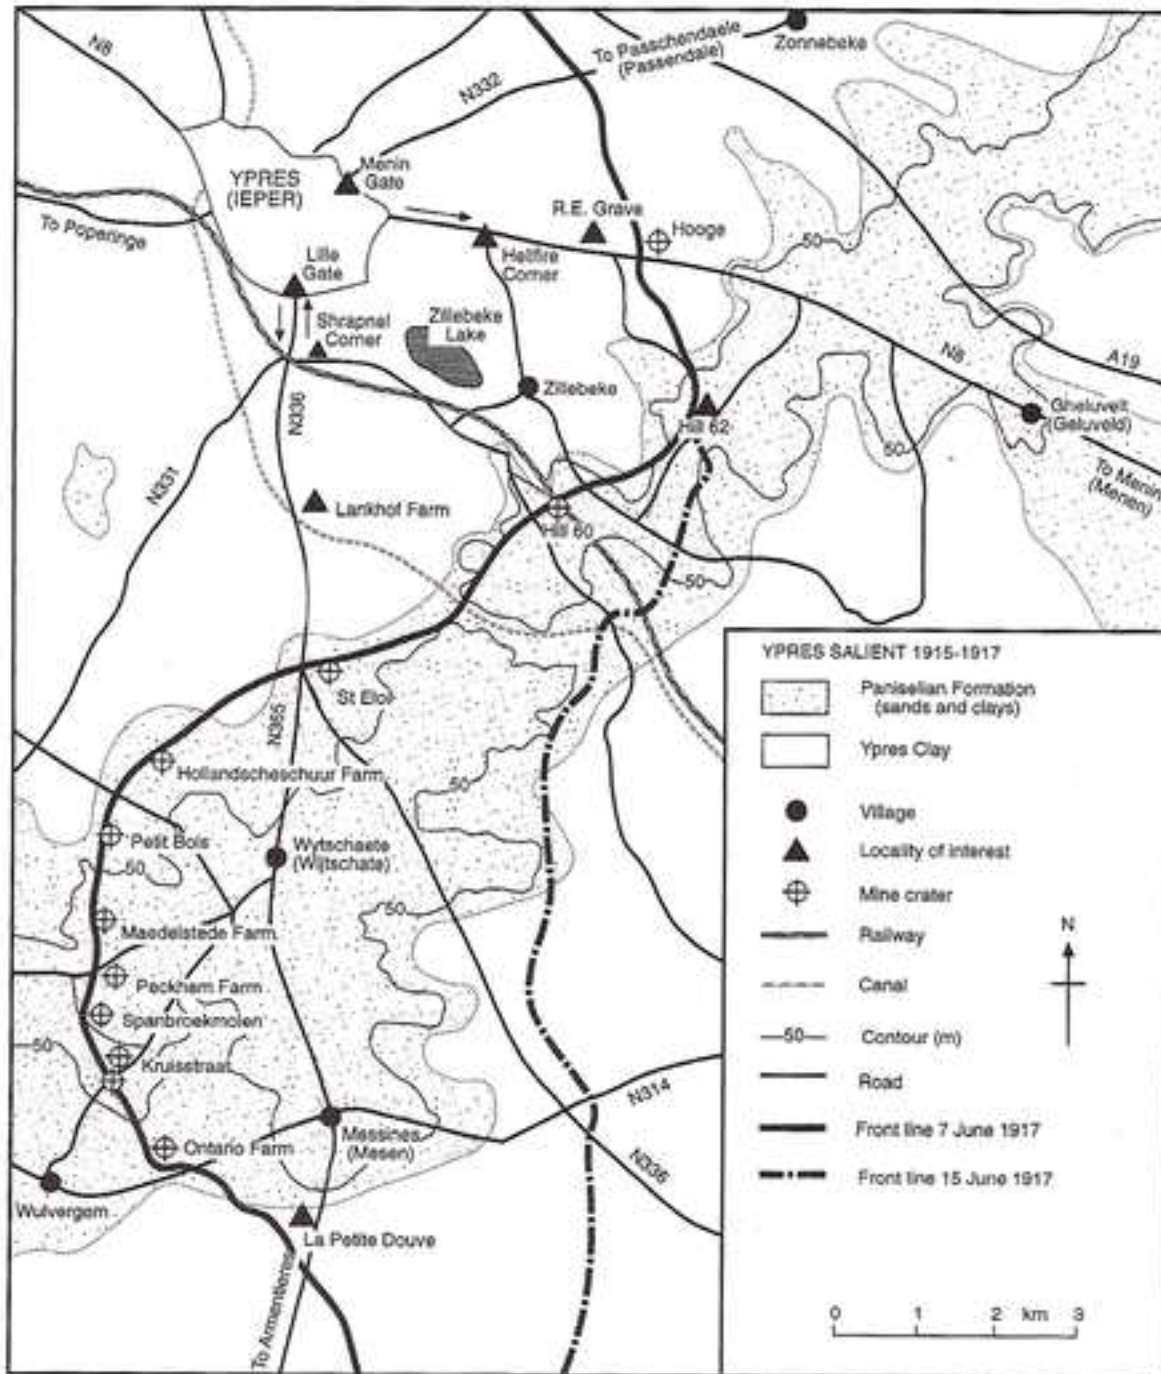 N8
To Passchendaele
(Passendale)
Zonnebeke
N332
YPRES
(IEPER)
Menin
Gate
R.E. Grave
Hooge
50
To Poperinge
Lille
Gate
Hellfire
Corner
Shrapnel
Corner
Zillebeke
Lake
N8
A19
Zillebeke
Gheluvelt
(Geluveld)
N336
Hill 62
50
To Menin
(Menen)
N331
Lankhof Farm
Hill 60
50
St Eloi
N365
Hollandscheschuur Farm
50
Petit Bois
50
Wytschaete
(Wijtschate)
50
Maedelstede Farm
Peckham Farm
Spanbroekmolen
50
Kruisstraat
N314
Messines
(Mesen)
Ontario Farm
N336
Wulvergem
La Petite Douve
To Armentieres
YPRES SALIENT 1915-1917
Paniselian Formation
(sands and clays)
Ypres Clay
Village
Locality of interest
Mine crater
Railway
N
Canal
50
Contour (m)
Road
Front line 7 June 1917
Front line 15 June 1917
0 1 2 km 3